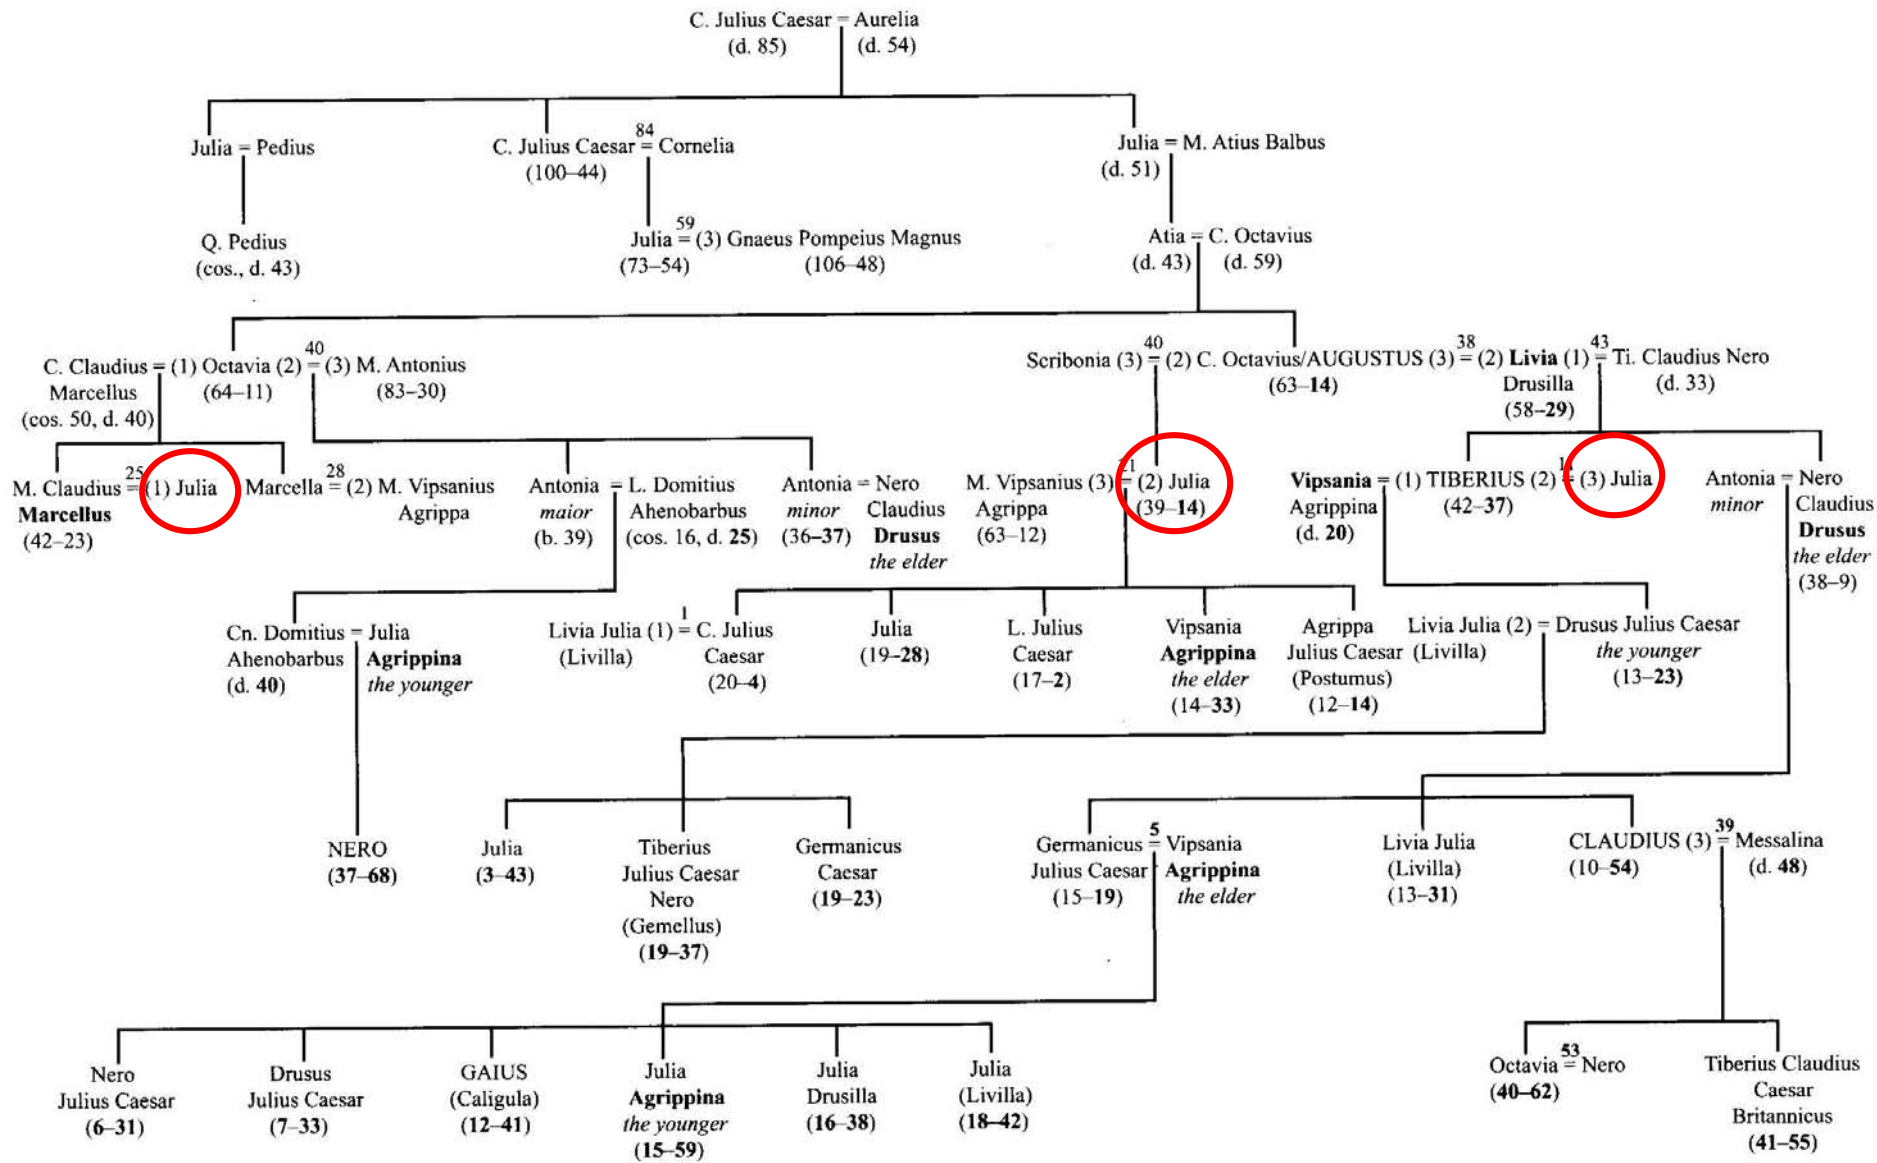 C. Julius Caesar = Aurelia
(d. 85) (d. 54)
84
Julia = Pedius C. Julius Caesar = Cornelia Julia = M. Atius Balbus
(100–44) (d. 51)
59
Q. Pedius Julia = (3) Gnaeus Pompeius Magnus Atia = C. Octavius
(cos., d. 43) (73–54) (106–48) (d. 43) (d. 59)
40 40 38 43
C. Claudius = (1) Octavia (2) = (3) M. Antonius Scribonia (3) = (2) C. Octavius/AUGUSTUS (3) = (2) Livia (1) = Ti. Claudius Nero
Marcellus (64–11) (83–30) (63–14) Drusilla (d. 33)
(cos. 50, d. 40) (58–29)
25 28 21 11
M. Claudius = (1) Julia Marcella = (2) M. Vipsanius Antonia = L. Domitius Antonia = Nero M. Vipsanius (3) = (2) Julia Vipsania = (1) TIBERIUS (2) = (3) Julia Antonia = Nero
Marcellus Agrippa maior Ahenobarbus minor Claudius Agrippa (39–14) Agrippina (42–37) minor Claudius
(42–23) (b. 39) (cos. 16, d. 25) (36–37) Drusus (63–12) (d. 20) Drusus
the elder the elder
(38–9)
1
Cn. Domitius = Julia Livia Julia (1) = C. Julius Julia L. Julius Vipsania Agrippa Livia Julia (2) = Drusus Julius Caesar
Ahenobarbus Agrippina (Livilla) Caesar (19–28) Caesar Agrippina Julius Caesar (Livilla) the younger
(d. 40) the younger (20–4) (17–2) the elder (Postumus) (13–23)
(14–33) (12–14)
5 39
NERO Julia Tiberius Germanicus Germanicus = Vipsania Livia Julia CLAUDIUS (3) = Messalina
(37–68) (3–43) Julius Caesar Caesar Julius Caesar Agrippina (Livilla) (10–54) (d. 48)
Nero (19–23) (15–19) the elder (13–31)
(Gemellus)
(19–37)
53
Nero Drusus GAIUS Julia Julia Julia Octavia = Nero Tiberius Claudius
Julius Caesar Julius Caesar (Caligula) Agrippina Drusilla (Livilla) (40–62) Caesar
(6–31) (7–33) (12–41) the younger (16–38) (18–42) Britannicus
(15–59) (41–55)